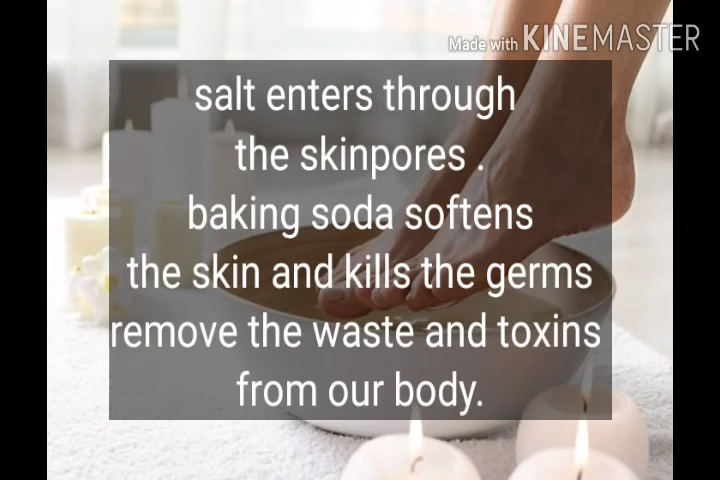 Made with KINEMASTER
salt enters through
the skinpores .
baking soda softens
the skin and kills the germs
remove the waste and toxins
from our body.